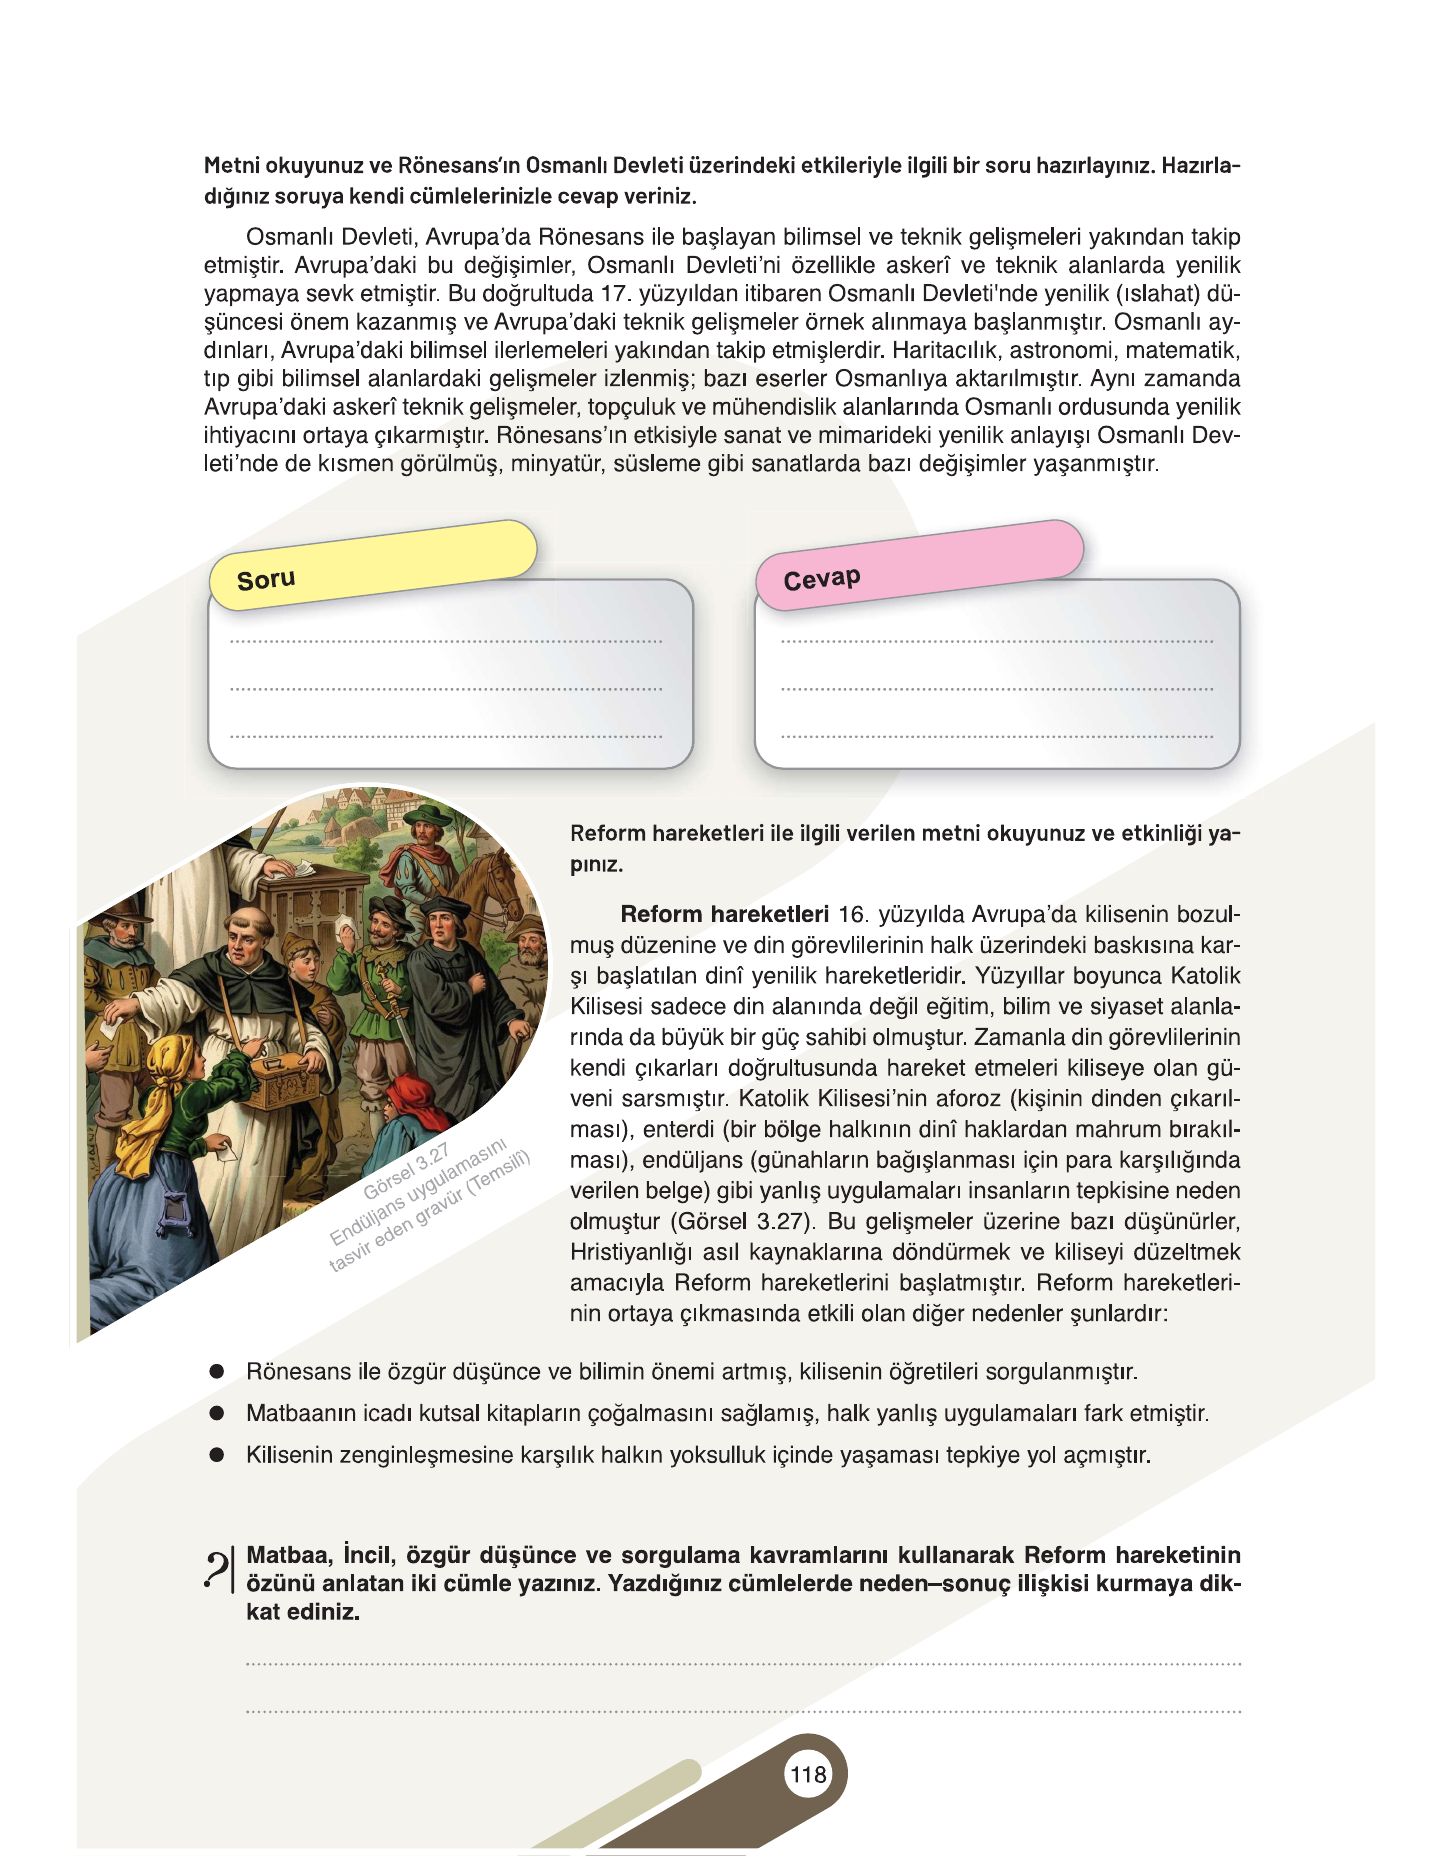 Metni okuyunuz ve Rönesans’ın Osmanlı Devleti üzerindeki etkileriyle ilgili bir soru hazırlayınız. Hazırla-
dığınız soruya kendi cümlelerinizle cevap veriniz.
Osmanlı Devleti, Avrupa’da Rönesans ile başlayan bilimsel ve teknik gelişmeleri yakından takip
etmiştir. Avrupa’daki bu değişimler, Osmanlı Devleti’ni özellikle askerî ve teknik alanlarda yenilik
yapmaya sevk etmiştir. Bu doğrultuda 17. yüzyıldan itibaren Osmanlı Devleti'nde yenilik (ıslahat) dü-
şüncesi önem kazanmış ve Avrupa’daki teknik gelişmeler örnek alınmaya başlanmıştır. Osmanlı ay-
dınları, Avrupa’daki bilimsel ilerlemeleri yakından takip etmişlerdir. Haritacılık, astronomi, matematik,
tıp gibi bilimsel alanlardaki gelişmeler izlenmiş; bazı eserler Osmanlıya aktarılmıştır. Aynı zamanda
Avrupa’daki askerî teknik gelişmeler, topçuluk ve mühendislik alanlarında Osmanlı ordusunda yenilik
ihtiyacını ortaya çıkarmıştır. Rönesans’ın etkisiyle sanat ve mimarideki yenilik anlayışı Osmanlı Dev-
leti’nde de kısmen görülmüş, minyatür, süsleme gibi sanatlarda bazı değişimler yaşanmıştır.
Soru
Cevap
Reform hareketleri ile ilgili verilen metni okuyunuz ve etkinliği ya-
pınız.
Reform hareketleri 16. yüzyılda Avrupa’da kilisenin bozul-
muş düzenine ve din görevlilerinin halk üzerindeki baskısına kar-
şı başlatılan dinî yenilik hareketleridir. Yüzyıllar boyunca Katolik
Kilisesi sadece din alanında değil eğitim, bilim ve siyaset alanla-
rında da büyük bir güç sahibi olmuştur. Zamanla din görevlilerinin
kendi çıkarları doğrultusunda hareket etmeleri kiliseye olan gü-
veni sarsmıştır. Katolik Kilisesi’nin aforoz (kişinin dinden çıkarıl-
ması), enterdi (bir bölge halkının dinî haklardan mahrum bırakıl-
ması), endüljans (günahların bağışlanması için para karşılığında
verilen belge) gibi yanlış uygulamaları insanların tepkisine neden
olmuştur (Görsel 3.27). Bu gelişmeler üzerine bazı düşünürler,
Hristiyanlığı asıl kaynaklarına döndürmek ve kiliseyi düzeltmek
amacıyla Reform hareketlerini başlatmıştır. Reform hareketleri-
nin ortaya çıkmasında etkili olan diğer nedenler şunlardır:
Görsel 3.27
Endüljans uygulamasını
tasvir eden gravür (Temsilî)
● Rönesans ile özgür düşünce ve bilimin önemi artmış, kilisenin öğretileri sorgulanmıştır.
● Matbaanın icadı kutsal kitapların çoğalmasını sağlamış, halk yanlış uygulamaları fark etmiştir.
● Kilisenin zenginleşmesine karşılık halkın yoksulluk içinde yaşaması tepkiye yol açmıştır.
? Matbaa, İncil, özgür düşünce ve sorgulama kavramlarını kullanarak Reform hareketinin
özünü anlatan iki cümle yazınız. Yazdığınız cümlelerde neden–sonuç ilişkisi kurmaya dik-
kat ediniz.
118